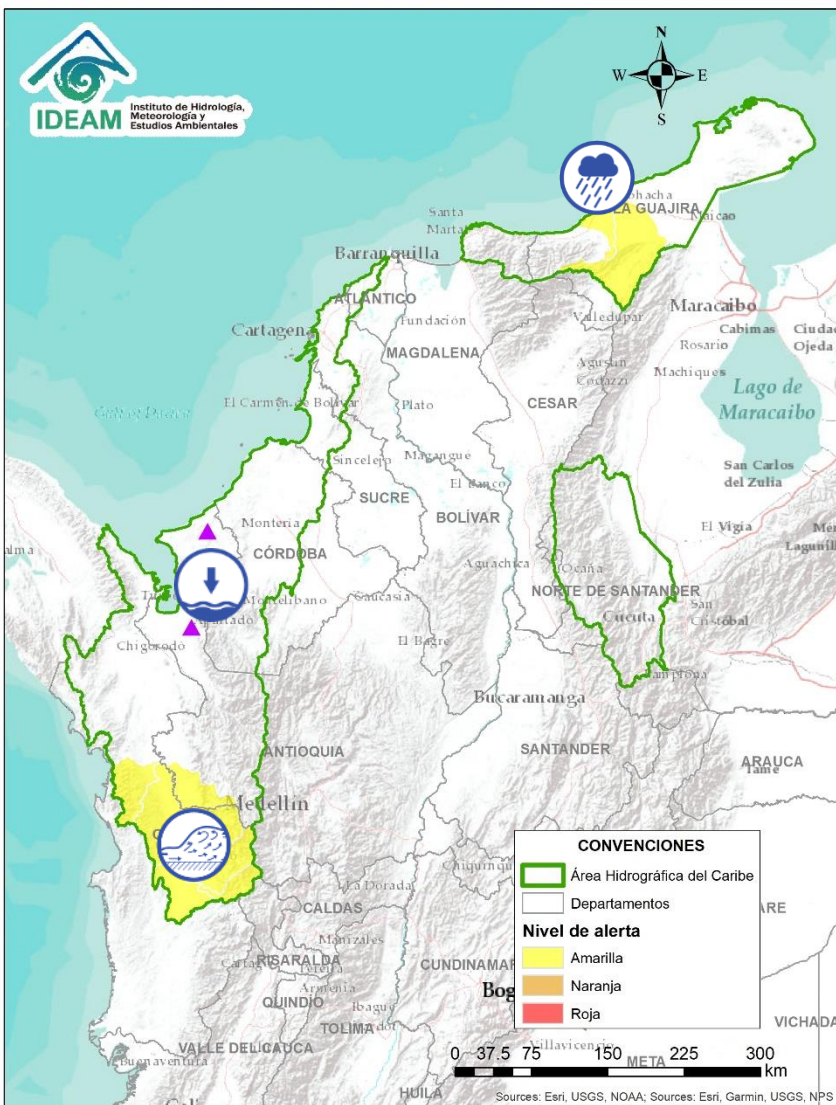 IDEAM
Instituto de Hidrología,
Meteorología y
Estudios Ambientales
N
W E
S
LA GUAJIRA
Maicao
Santa
Marta
Barranquilla
ATLÁNTICO
Maracaibo
Cartagena
Fundación
Valledupar
Cabimas
Ciudad
Ojeda
MAGDALENA
Rosario
Machiques
Agustín
Codazzi
Lago de
Maracaibo
El Carmen de Bolívar
Plato
CESAR
Sincelejo
Magangue
San Carlos
del Zulia
SUCRE
El Banco
Montería
BOLÍVAR
El Vigía
CÓRDOBA
Aguachica
Ocaña
NORTE DE SANTANDER
Montelíbano
Caucasia
San
Cristóbal
Cucuta
Chigorodó
El Bagre
Bucaramanga
ANTIOQUIA
SANTANDER
ARAUCA
Tame
Medellín
La Dorada
CALDAS
Manizales
RISARALDA
Pereira
CUNDINAMAR
Armenia
QUINDÍO
Ibague
TOLIMA
VALLE DEL CAUCA
Buenaventura
Villavicencio
META
VICHADA
HUILA
CONVENCIONES
Área Hidrográfica del Caribe
Departamentos
Nivel de alerta
Amarilla
Naranja
Roja
0 37.5 75 150 225 300
km
Sources: Esri, USGS, NOAA; Sources: Esri, Garmin, USGS, NPS